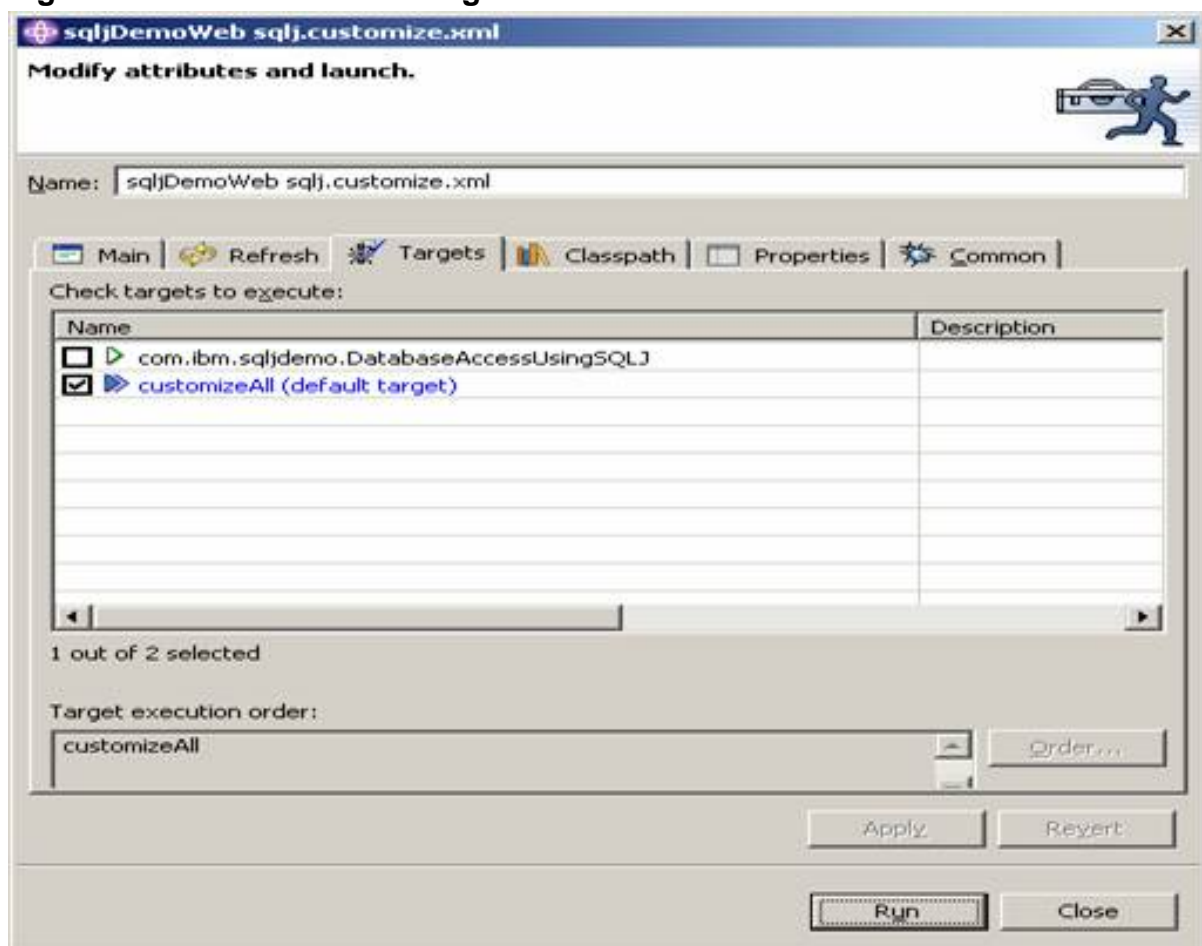 sqljDemoWeb sqlj.customize.xml
Modify attributes and launch.
Name: sqljDemoWeb sqlj.customize.xml
Main Refresh Targets Classpath Properties Common
Check targets to execute:
Name Description
com.ibm.sqljdemo.DatabaseAccessUsingSQLJ
customizeAll (default target)
1 out of 2 selected
Target execution order:
customizeAll
Order...
Apply Revert
Run Close